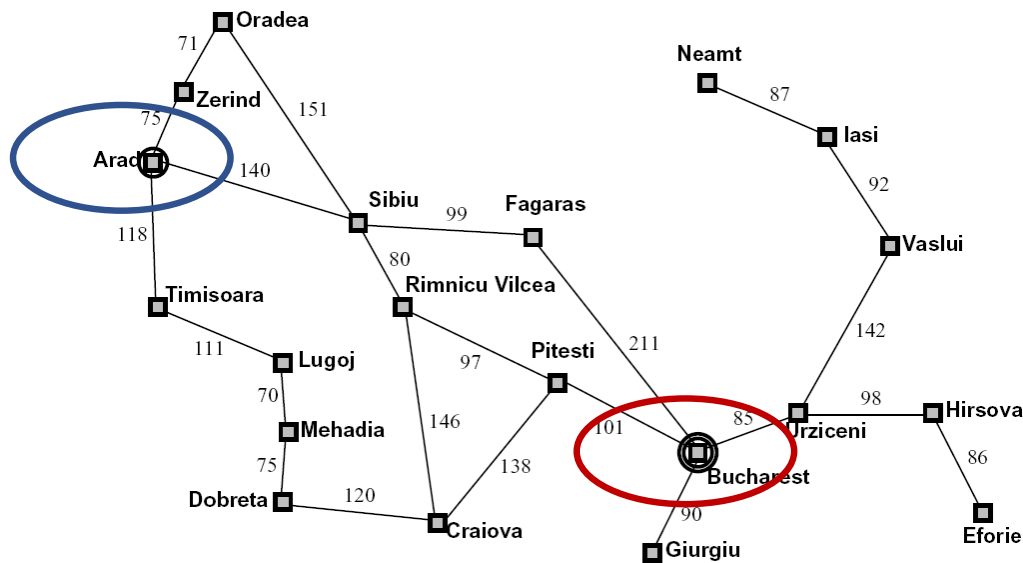 Oradea
71
Neamt
Zerind
87
75
151
Iasi
Arad
140
92
Sibiu
Fagaras
99
118
Vaslui
80
Rimnicu Vilcea
Timisoara
142
111
Lugoj
97
Pitesti
211
70
98
Hirsova
85
Urziceni
Mehadia
146
101
75
138
86
Bucharest
Dobreta
120
90
Craiova
Eforie
Giurgiu